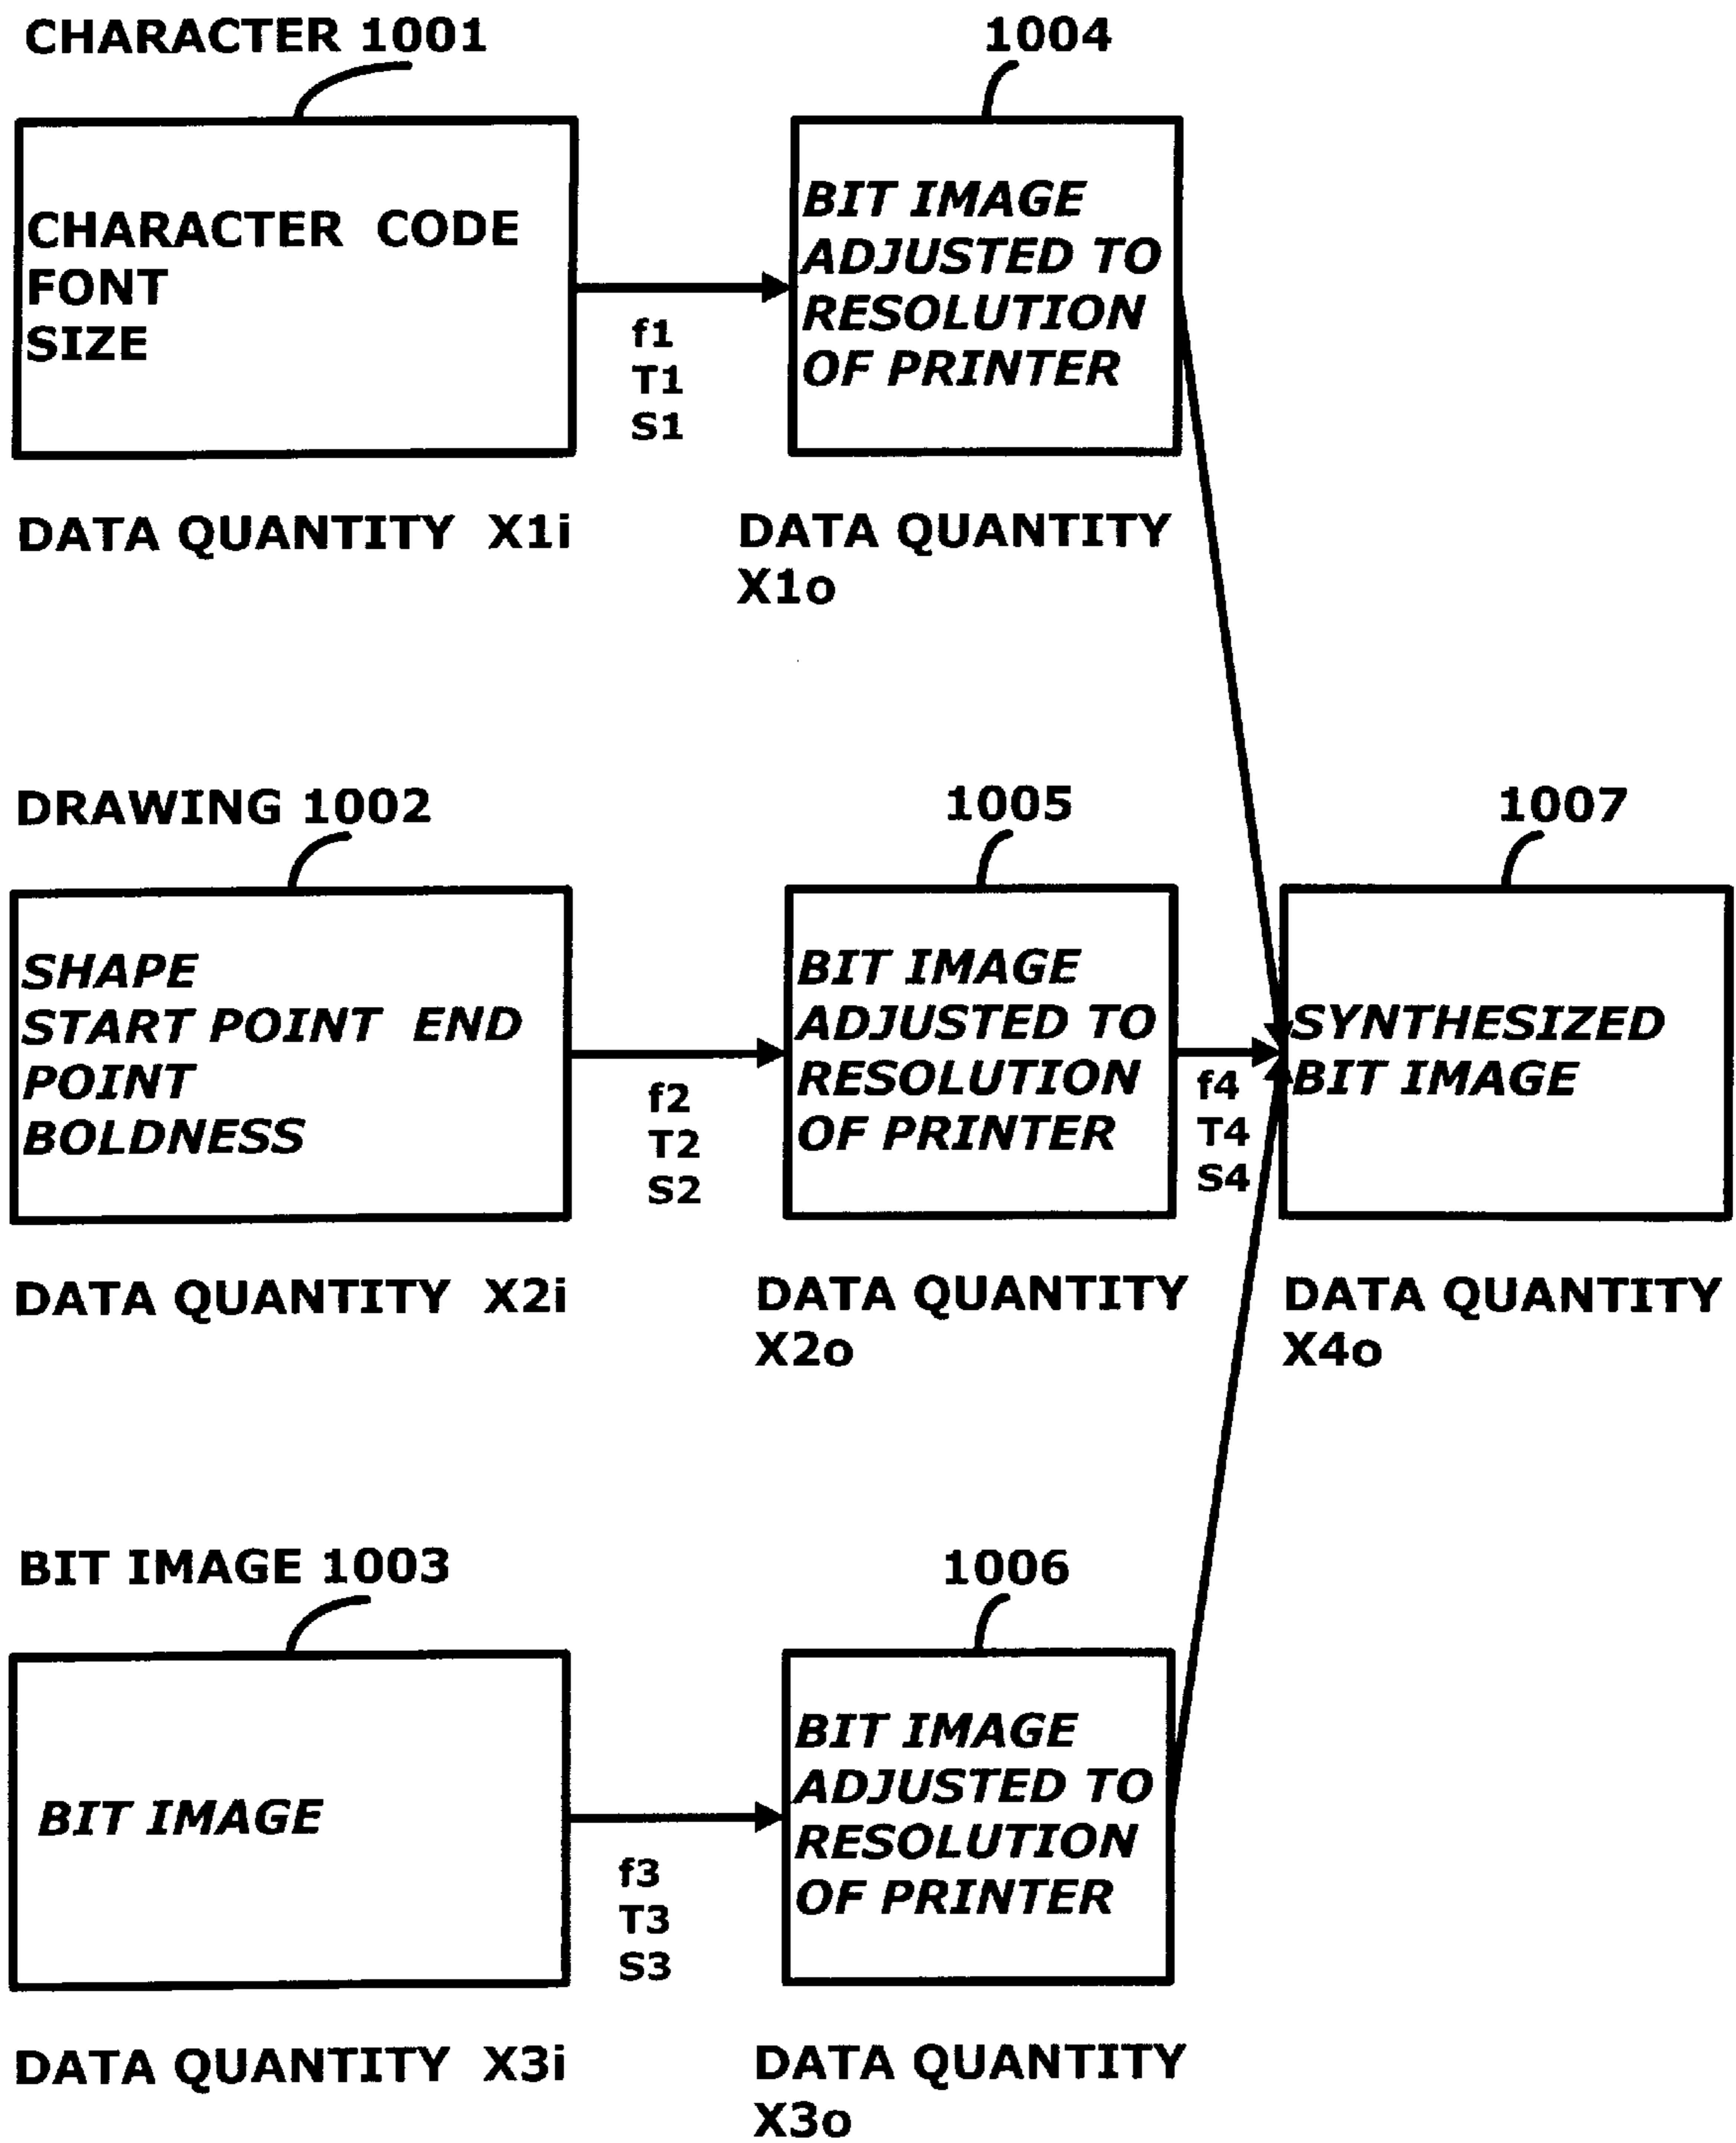 CHARACTER 1001
CHARACTER CODE
FONT
SIZE
DATA QUANTITY X1i
f1
T1
S1
1004
BIT IMAGE
ADJUSTED TO
RESOLUTION
OF PRINTER
DATA QUANTITY
X1o
DRAWING 1002
SHAPE
START POINT END
POINT
BOLDNESS
DATA QUANTITY X2i
f2
T2
S2
1005
BIT IMAGE
ADJUSTED TO
RESOLUTION
OF PRINTER
DATA QUANTITY
X2o
f4
T4
S4
1007
SYNTHESIZED
BIT IMAGE
DATA QUANTITY
X4o
BIT IMAGE 1003
BIT IMAGE
DATA QUANTITY X3i
f3
T3
S3
1006
BIT IMAGE
ADJUSTED TO
RESOLUTION
OF PRINTER
DATA QUANTITY
X3o